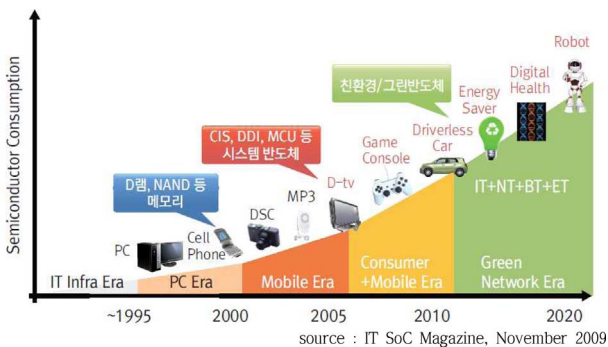 Semiconductor Consumption
Robot
Digital
Health
Energy
Saver
친환경/그린반도체
Driverless
Car
Game
Console
CIS, DDI, MCU 등
시스템 반도체
D-tv
MP3
DSC
D램, NAND 등
메모리
Cell
Phone
PC
IT+NT+BT+ET
IT Infra Era
PC Era
Mobile Era
Consumer
+Mobile Era
Green
Network Era
~1995
2000
2005
2010
2020
source : IT SoC Magazine, November 2009